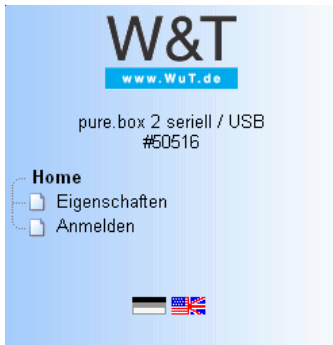 W&T
www.WuT.de
pure.box 2 seriell / USB
#50516
Home
Eigenschaften
Anmelden